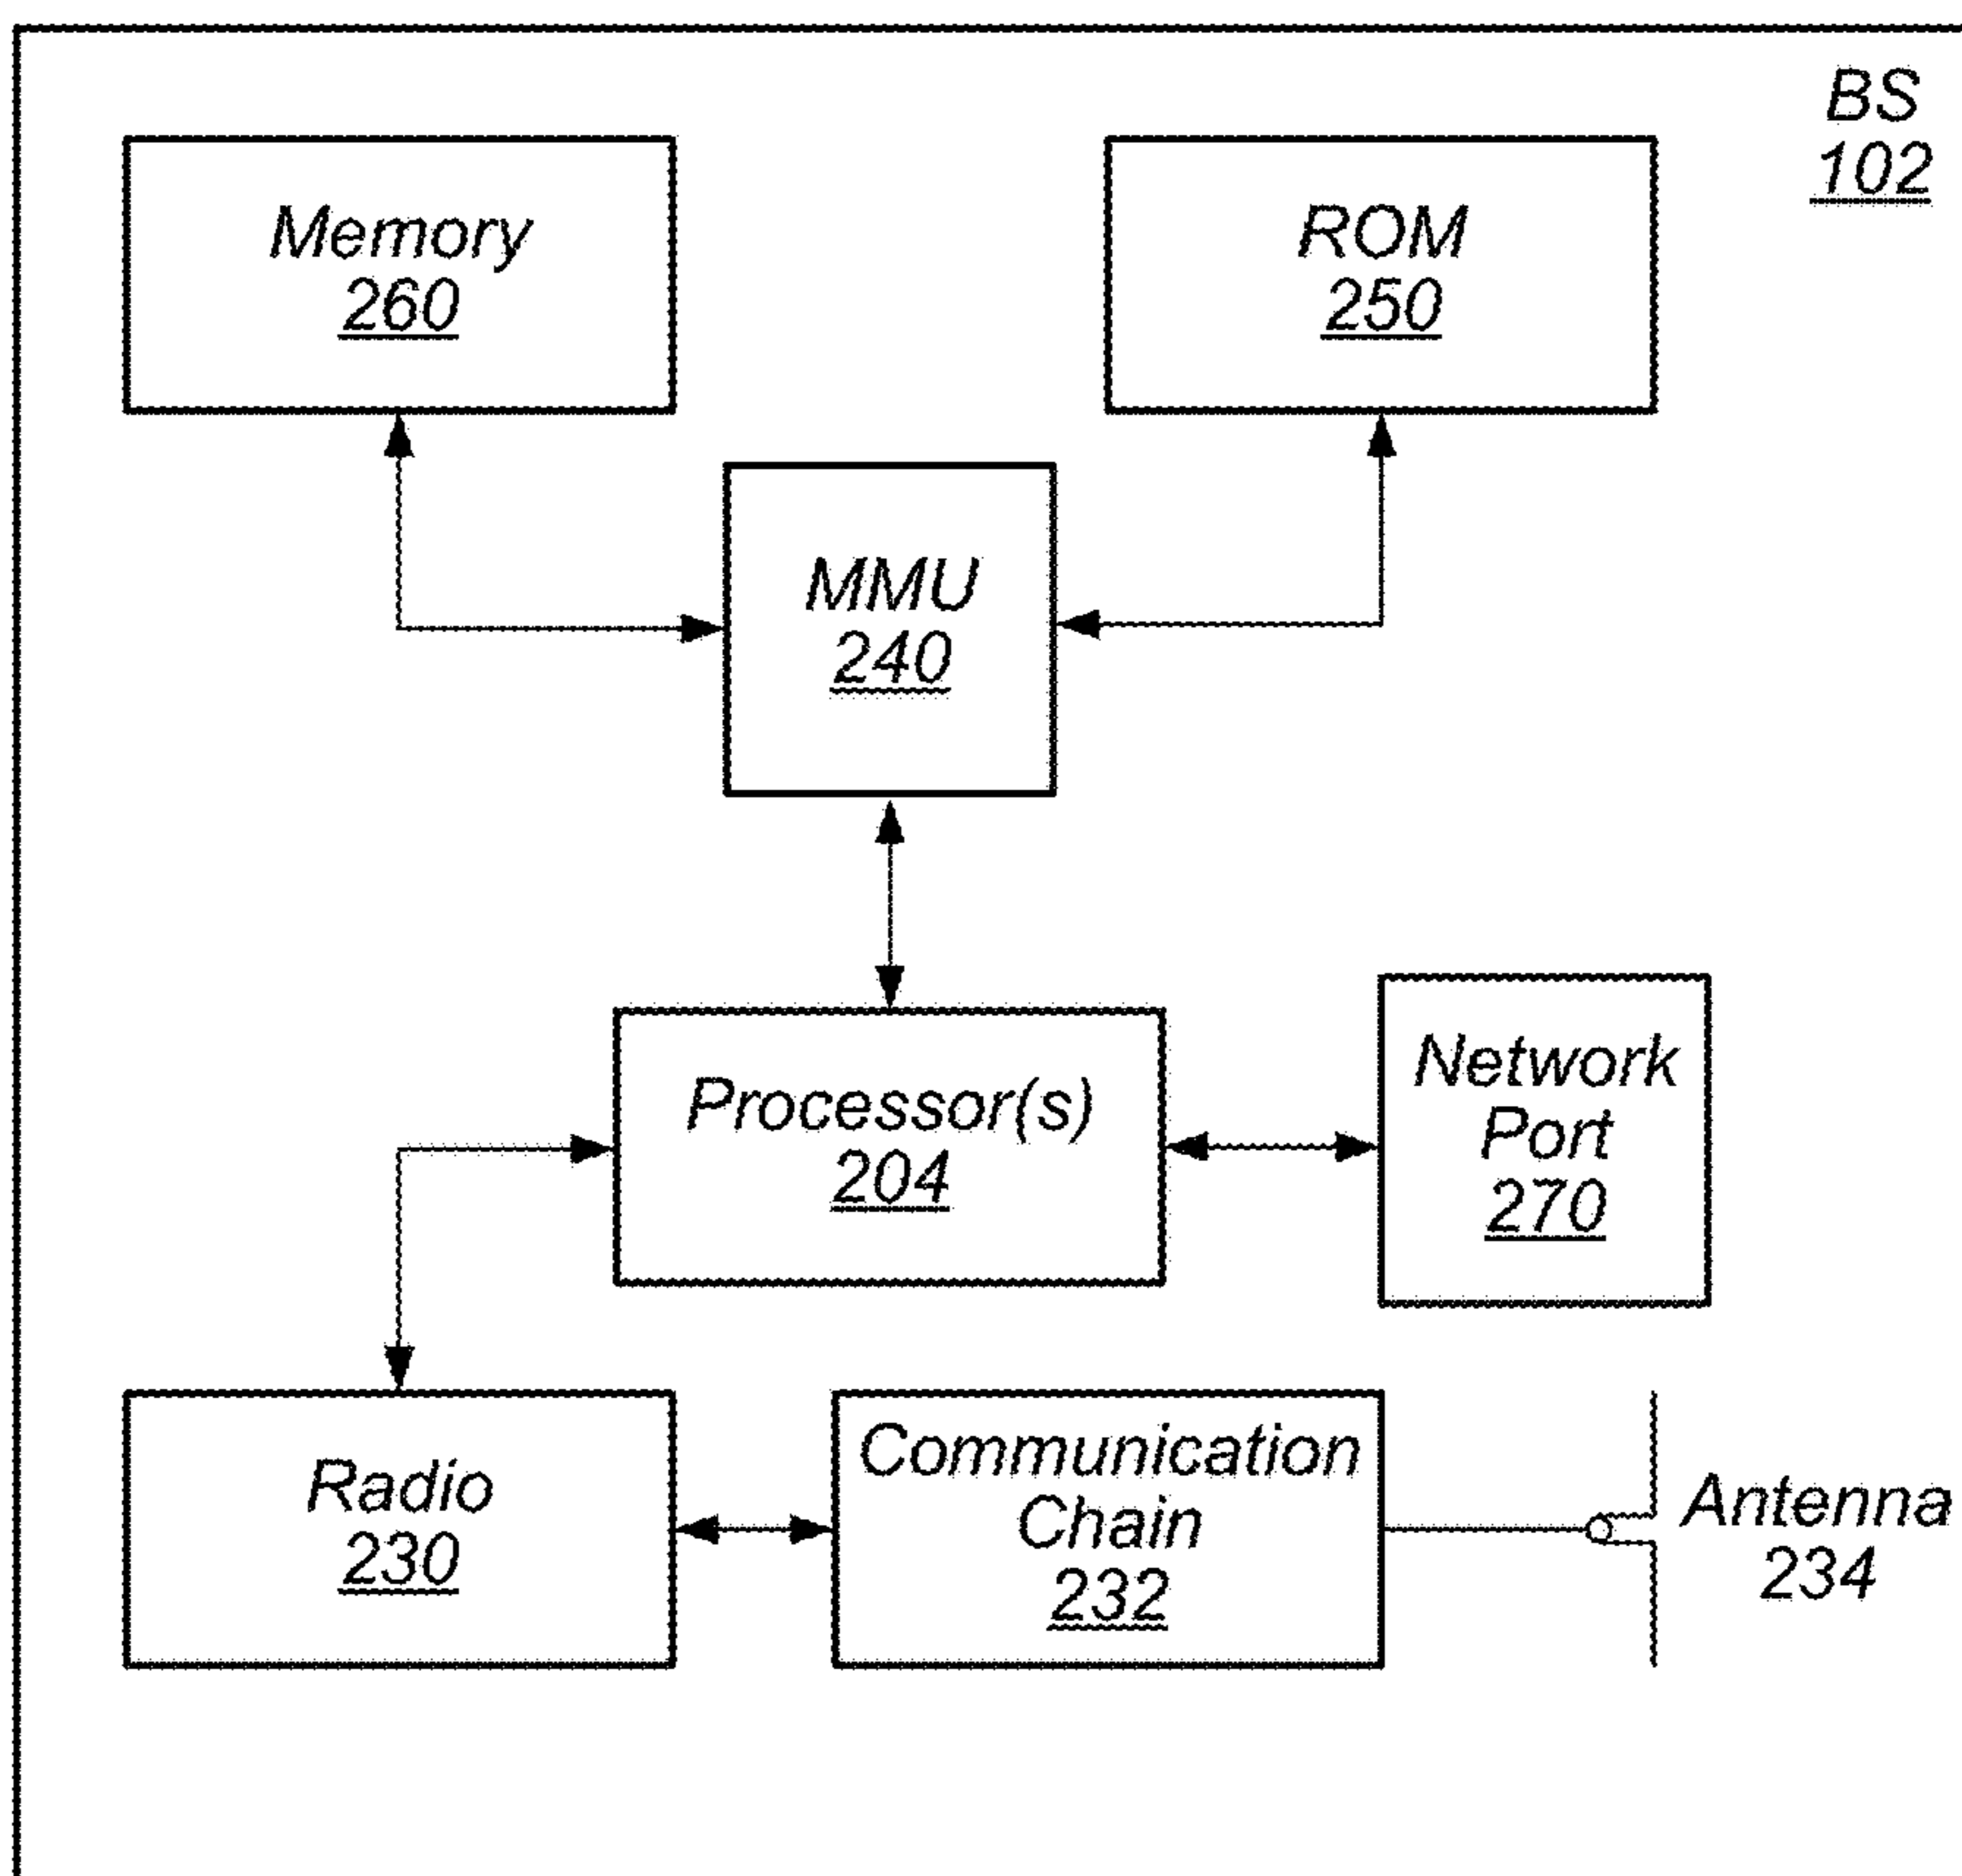 BS
102
Memory
260
ROM
250
MMU
240
Processor(s)
204
Network
Port
270
Radio
230
Communication
Chain
232
Antenna
234